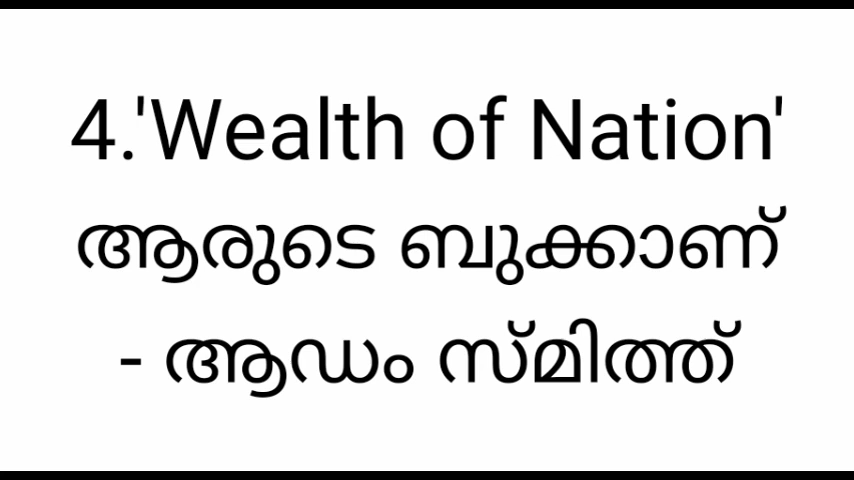 4.'Wealth of Nation'
ആരുടെ ബുക്കാണ്
- ആഡം സ്മിത്ത്